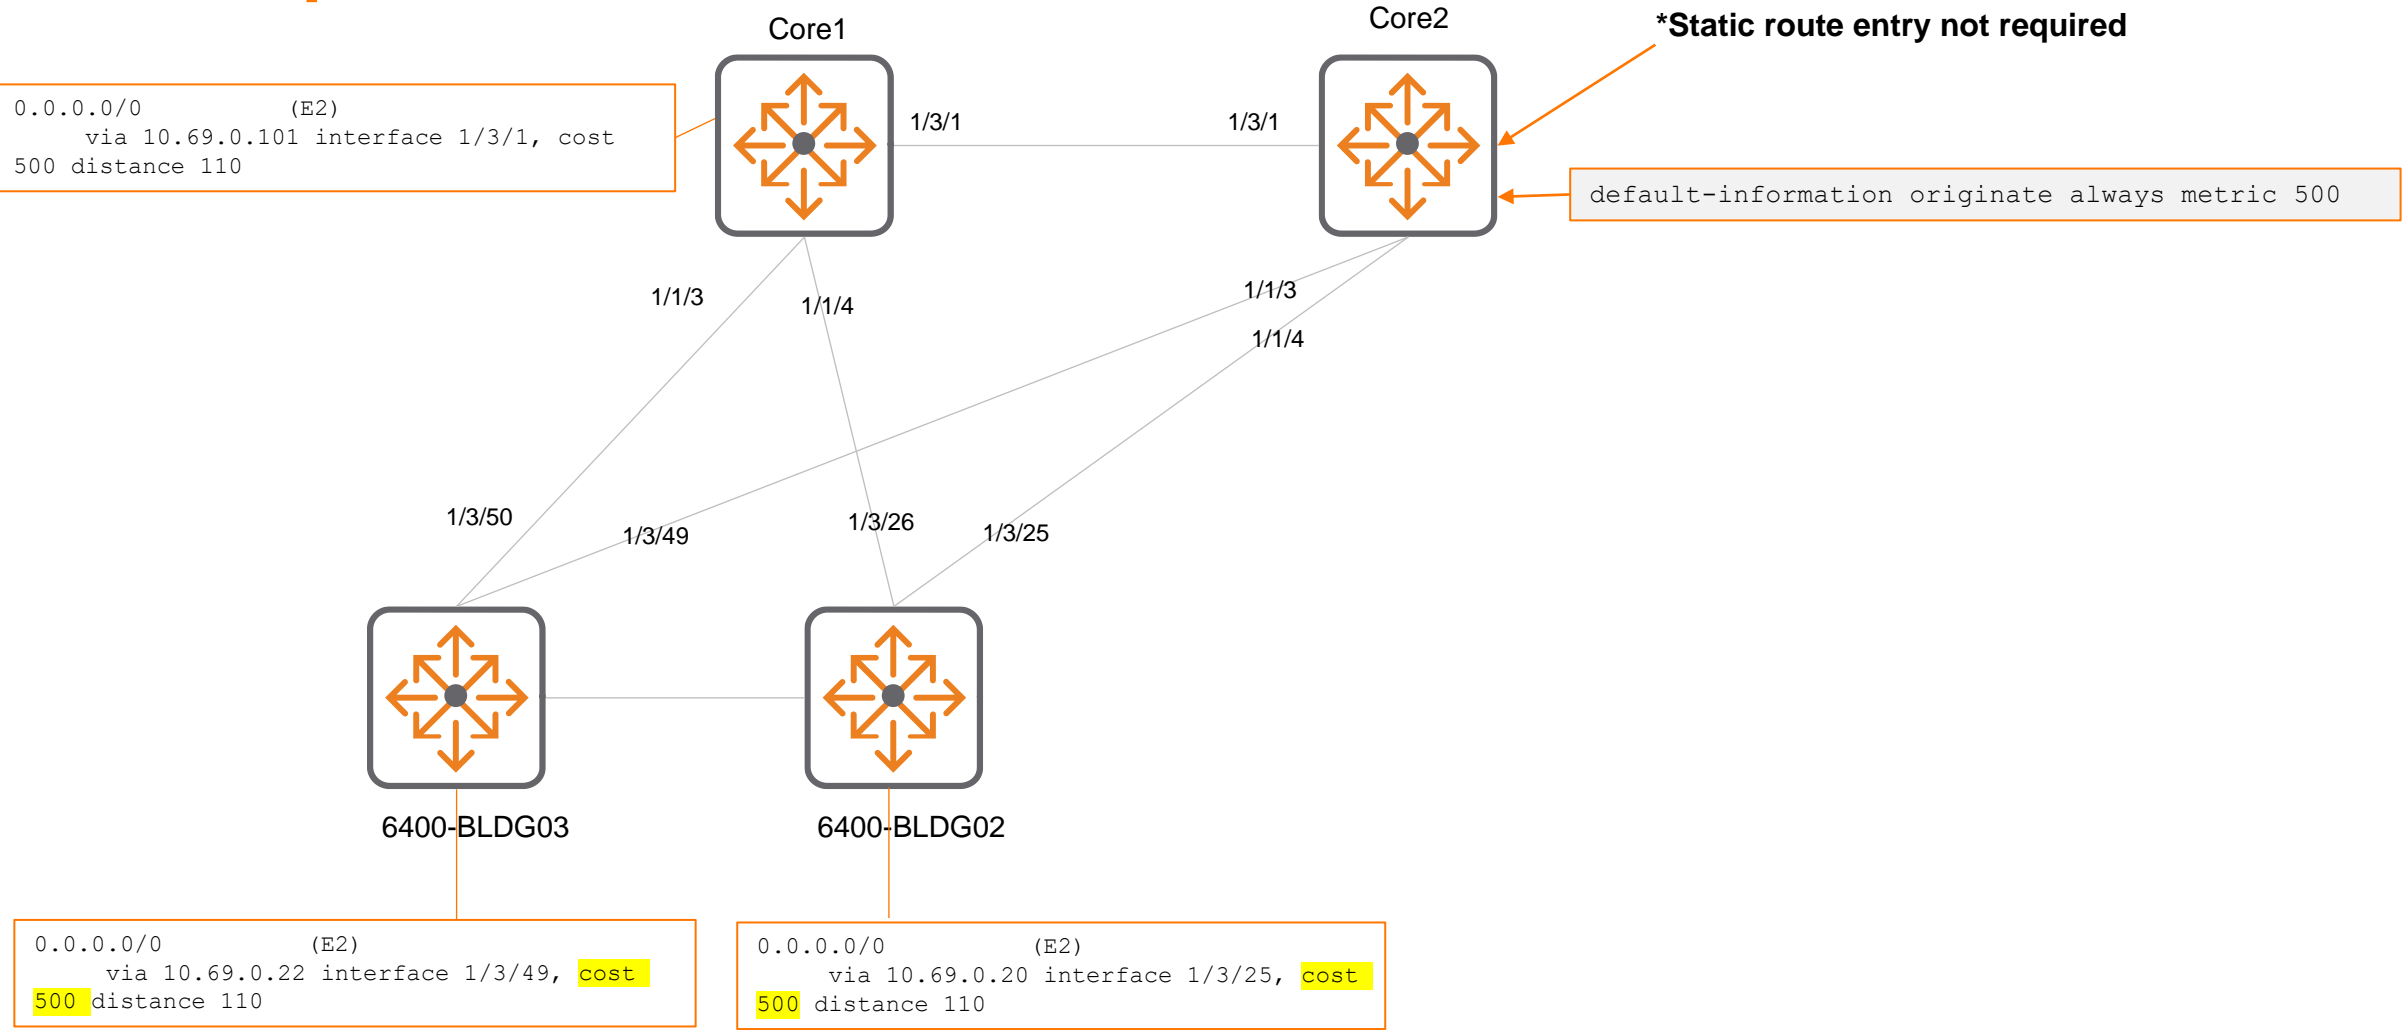 Core1
Core2
*Static route entry not required
0.0.0.0/0 (E2)
via 10.69.0.101 interface 1/3/1, cost
500 distance 110
1/3/1
1/3/1
default-information originate always metric 500
1/1/3
1/1/4
1/1/3
1/1/4
1/3/50
1/3/49
1/3/26
1/3/25
6400-BLDG03
6400-BLDG02
0.0.0.0/0 (E2)
via 10.69.0.22 interface 1/3/49, cost
500 distance 110
0.0.0.0/0 (E2)
via 10.69.0.20 interface 1/3/25, cost
500 distance 110